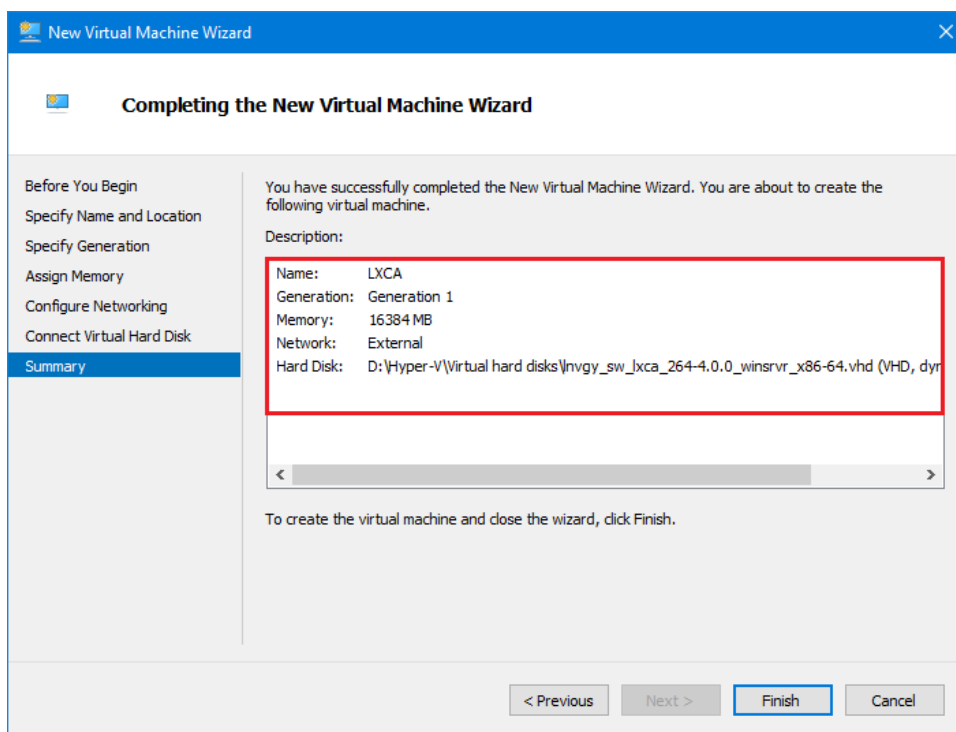 New Virtual Machine Wizard
Completing the New Virtual Machine Wizard
Before You Begin
Specify Name and Location
Specify Generation
Assign Memory
Configure Networking
Connect Virtual Hard Disk
Summary
You have successfully completed the New Virtual Machine Wizard. You are about to create the
following virtual machine.
Description:
Name: LXCA
Generation: Generation 1
Memory: 16384 MB
Network: External
Hard Disk: D:\Hyper-V\Virtual hard disks\lnvgy_sw_lxca_264-4.0.0_winsrvr_x86-64.vhd (VHD, dyr
To create the virtual machine and close the wizard, click Finish.
< Previous
Next >
Finish
Cancel